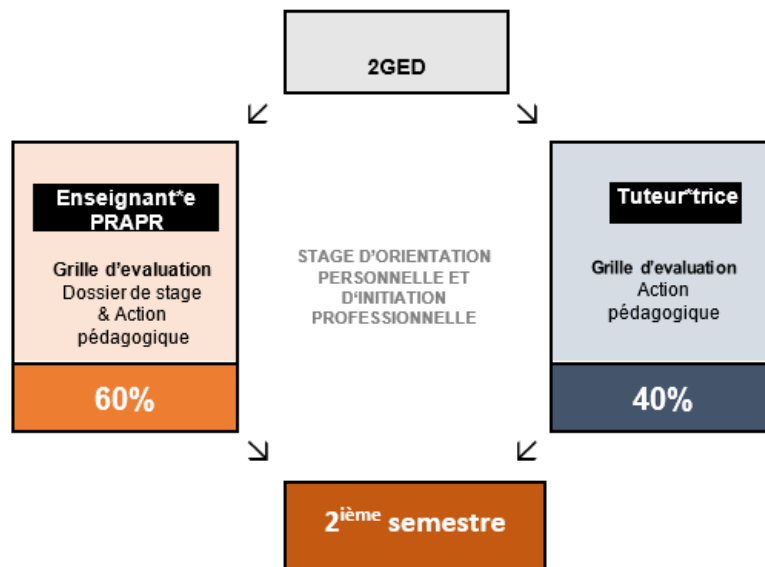 2GED
Enseignant*e
PRAPR
Grille d'evaluation
Dossier de stage
& Action
pédagogique
60%
STAGE D'ORIENTATION
PERSONNELLE ET
D'INITIATION
PROFESSIONNELLE
Tuteur*trice
Grille d'evaluation
Action
pédagogique
40%
2ième semestre